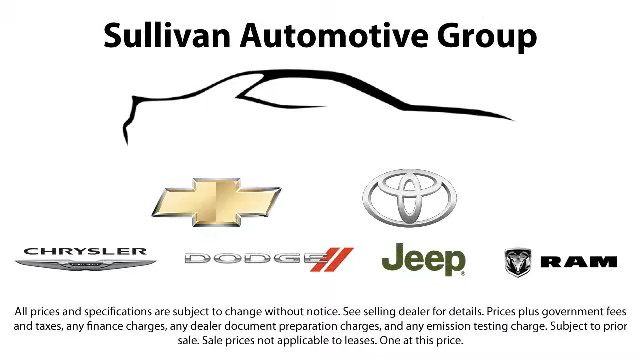 Sullivan Automotive Group
CHRYSLER
DODGE
Jeep
RAM
All prices and specifications are subject to change without notice. See selling dealer for details. Prices plus government fees
and taxes, any finance charges, any dealer document preparation charges, and any emission testing charge. Subject to prior
sale. Sale prices not applicable to leases. One at this price.